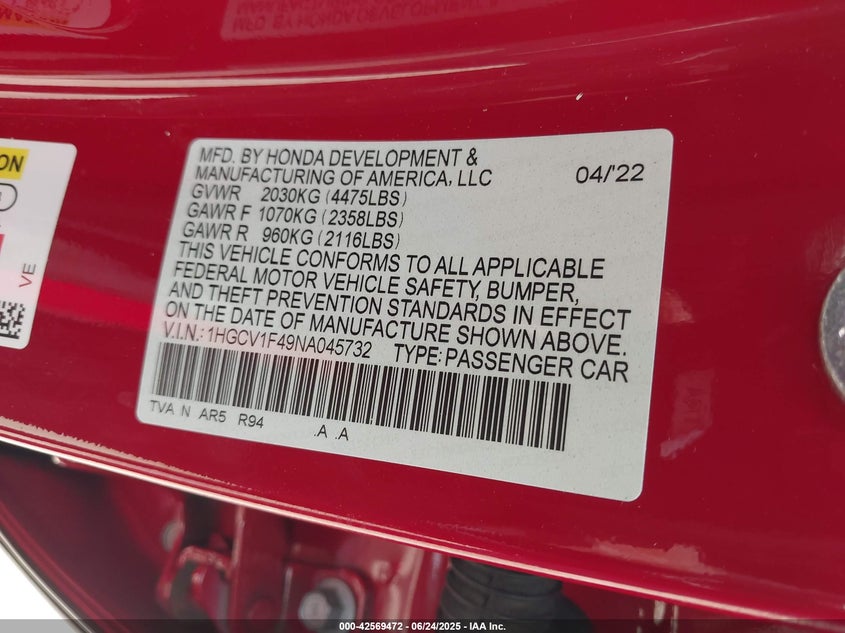 MFD. BY HONDA DEVELOPMENT &
MANUFACTURING OF AMERICA, LLC 04/'22
GVWR 2030KG (4475LBS)
GAWR F 1070KG (2358LBS)
GAWR R 960KG (2116LBS)
THIS VEHICLE CONFORMS TO ALL APPLICABLE
FEDERAL MOTOR VEHICLE SAFETY, BUMPER,
AND THEFT PREVENTION STANDARDS IN EFFECT
ON THE DATE OF MANUFACTURE SHOWN ABOVE.
V.I.N.: 1HGCV1F49NA045732 TYPE: PASSENGER CAR
TVA N AR5 R94 .A .A
ON
VE
000-42569472 - 06/24/2025 - IAA Inc.